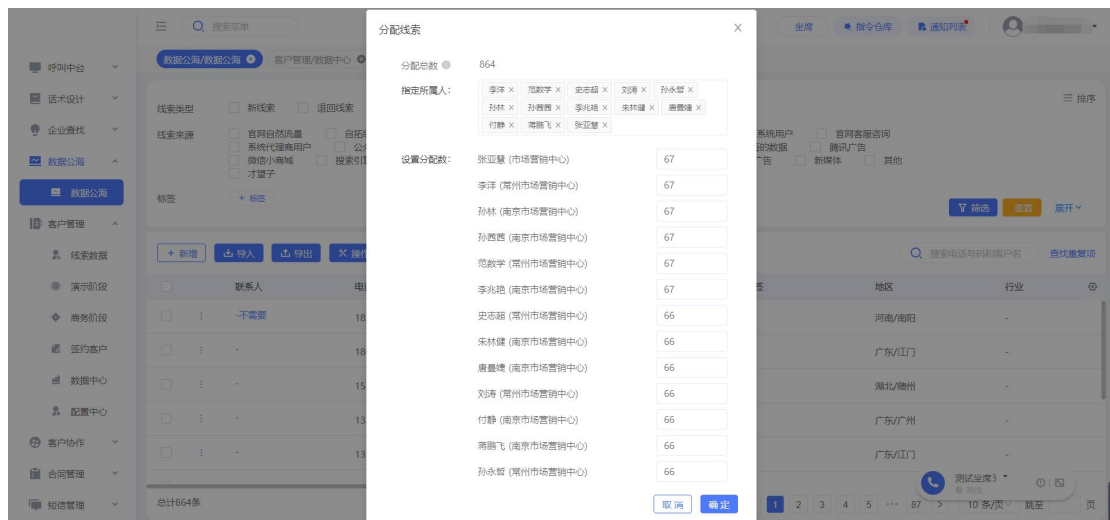 搜索菜单
坐席 指令仓库 通知列表
呼叫中台
话术设计
企业查找
数据公海
数据公海
客户管理
线索数据
演示阶段
商务阶段
签约客户
数据中心
配置中心
客户协作
合同管理
短信管理
数据公海/数据公海 客户管理/数据中心
线索类型 新线索 退回线索
排序
线索来源 官网自然流量 自拓
系统用户 官网客服咨询
系统代理商用户
的数据 腾讯广告
微信小商城 搜索引
广告 新媒体 其他
才望子
标签 + 标签
筛选 重置 展开
+ 新增 导入 导出
搜索电话号码和客户名 查找重复项
联系人 电
地区 行业
-不需要 18
河南/南阳 -
- 18
广东/江门 -
- 15
湖北/随州 -
- 13
广东/广州 -
- 13
广东/江门 -
总计864条
1 2 3 4 5 ··· 87 > 10 条/页 跳至 页
测试坐席3
分配线索 X
分配总数 864
指定所属人: 李洋 × 范数学 × 史志超 × 刘涛 × 孙永哲 ×
孙林 × 孙茜茜 × 李兆艳 × 朱林健 × 唐曼婕 ×
付静 × 蒋鹏飞 × 张亚慧 ×
设置分配数: 张亚慧 (市场营销中心) 67
李洋 (常州市场营销中心) 67
孙林 (南京市场营销中心) 67
孙茜茜 (南京市场营销中心) 67
范数学 (常州市场营销中心) 67
李兆艳 (南京市场营销中心) 67
史志超 (常州市场营销中心) 66
朱林健 (南京市场营销中心) 66
唐曼婕 (南京市场营销中心) 66
刘涛 (常州市场营销中心) 66
付静 (南京市场营销中心) 66
蒋鹏飞 (南京市场营销中心) 66
孙永哲 (常州市场营销中心) 66
取消 确定